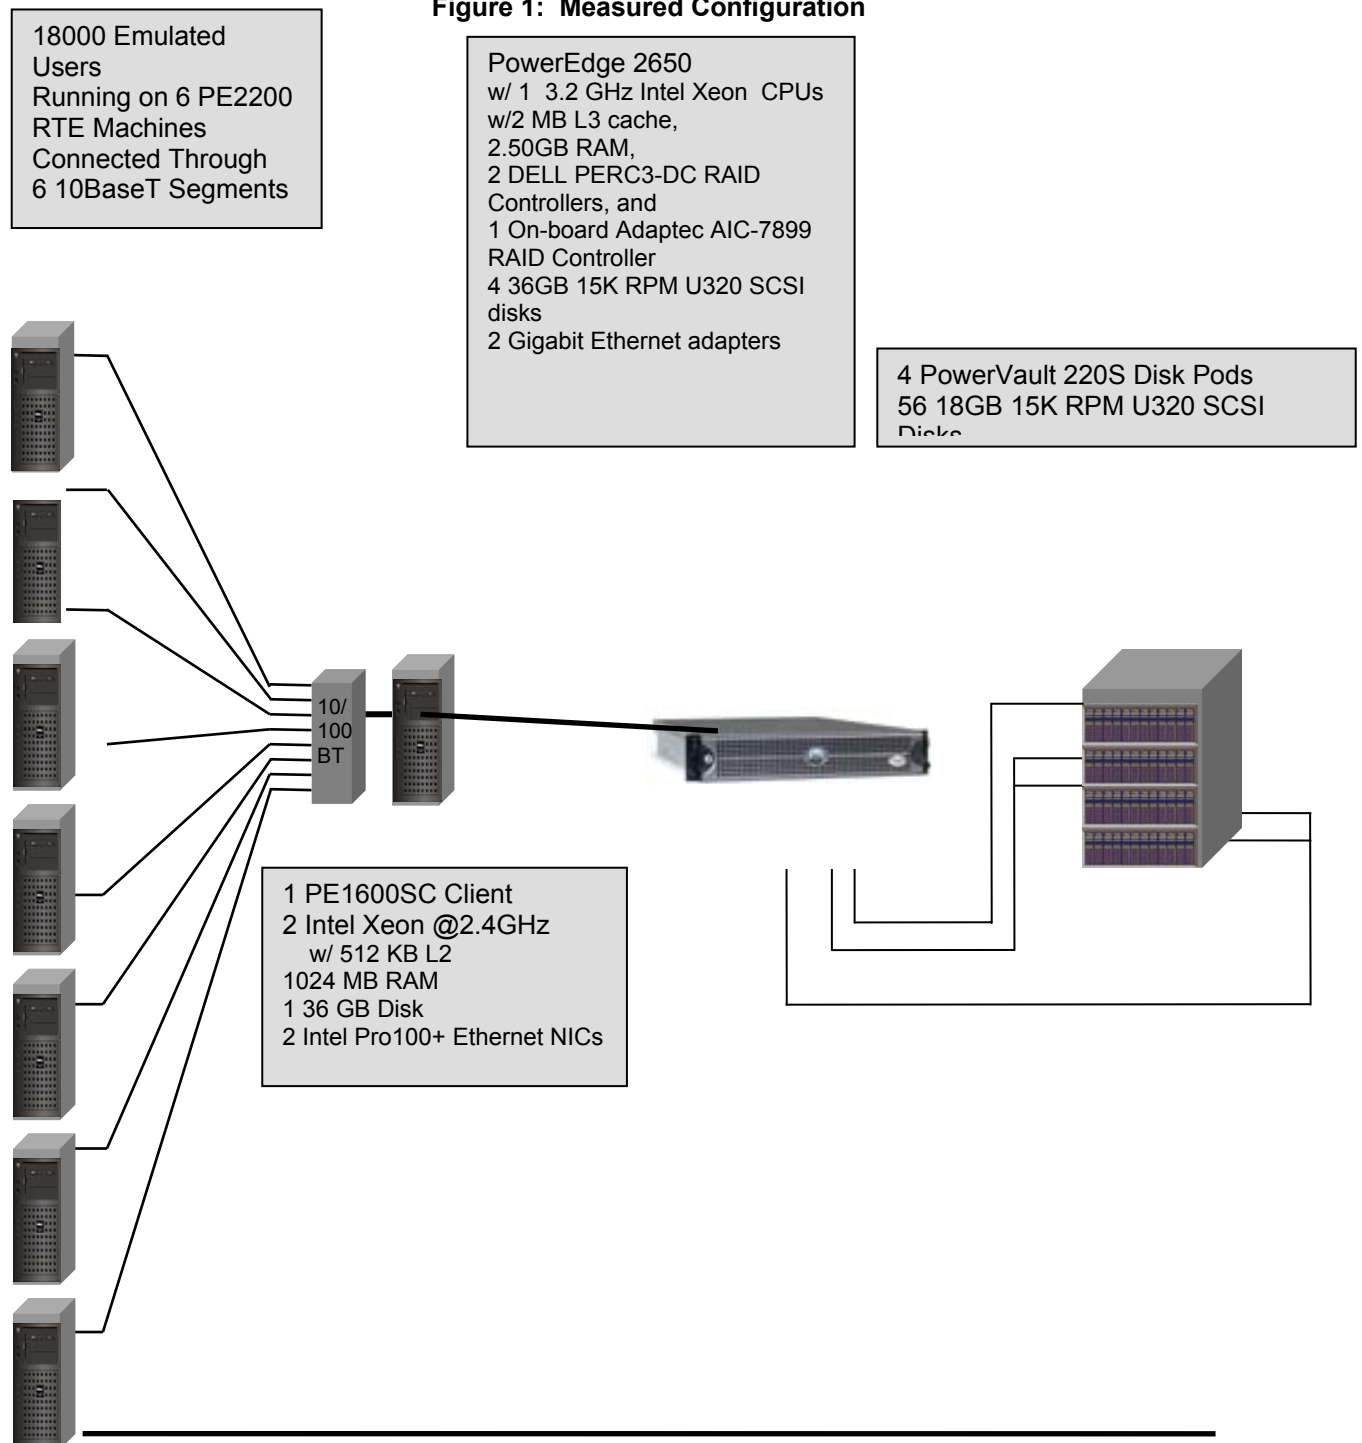 Figure 1: Measured Configuration
18000 Emulated
Users
Running on 6 PE2200
RTE Machines
Connected Through
6 10BaseT Segments
PowerEdge 2650
w/ 1 3.2 GHz Intel Xeon CPUs
w/2 MB L3 cache,
2.50GB RAM,
2 DELL PERC3-DC RAID
Controllers, and
1 On-board Adaptec AIC-7899
RAID Controller
4 36GB 15K RPM U320 SCSI
disks
2 Gigabit Ethernet adapters
4 PowerVault 220S Disk Pods
56 18GB 15K RPM U320 SCSI
Disks
10/
100
BT
1 PE1600SC Client
2 Intel Xeon @2.4GHz
w/ 512 KB L2
1024 MB RAM
1 36 GB Disk
2 Intel Pro100+ Ethernet NICs